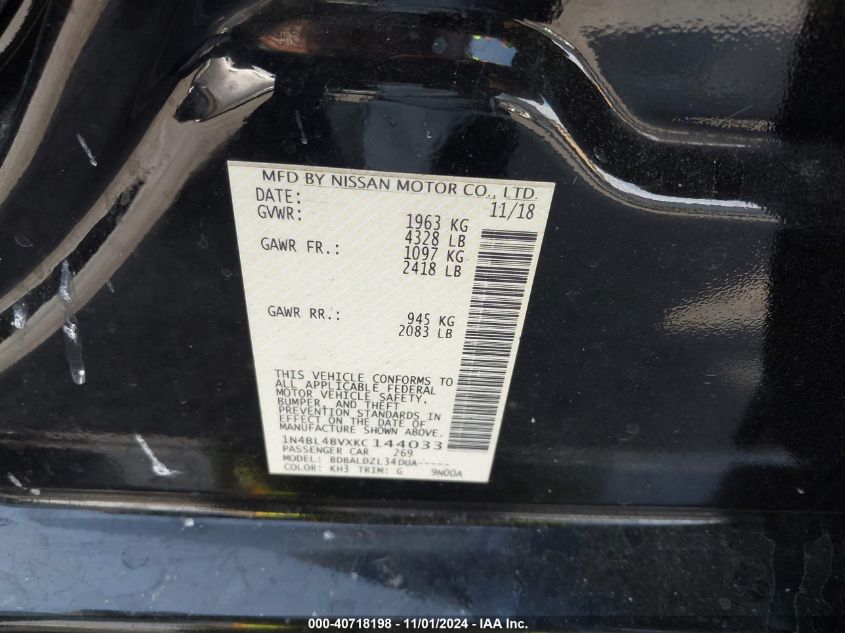 MFD BY NISSAN MOTOR CO., LTD.
DATE: 11/18
GVWR: 1963 KG
4328 LB
GAWR FR.: 1097 KG
2418 LB
GAWR RR.: 945 KG
2083 LB
THIS VEHICLE CONFORMS TO
ALL APPLICABLE FEDERAL
MOTOR VEHICLE SAFETY,
BUMPER, AND THEFT
PREVENTION STANDARDS IN
EFFECT ON THE DATE OF
MANUFACTURE SHOWN ABOVE.
1N4BL4BVXKC144033
PASSENGER CAR 269
MODEL: BDBALDZL34DUA-----
COLOR: KH3 TRIM: G 9N00A
000-40718198 - 11/01/2024 - IAA Inc.